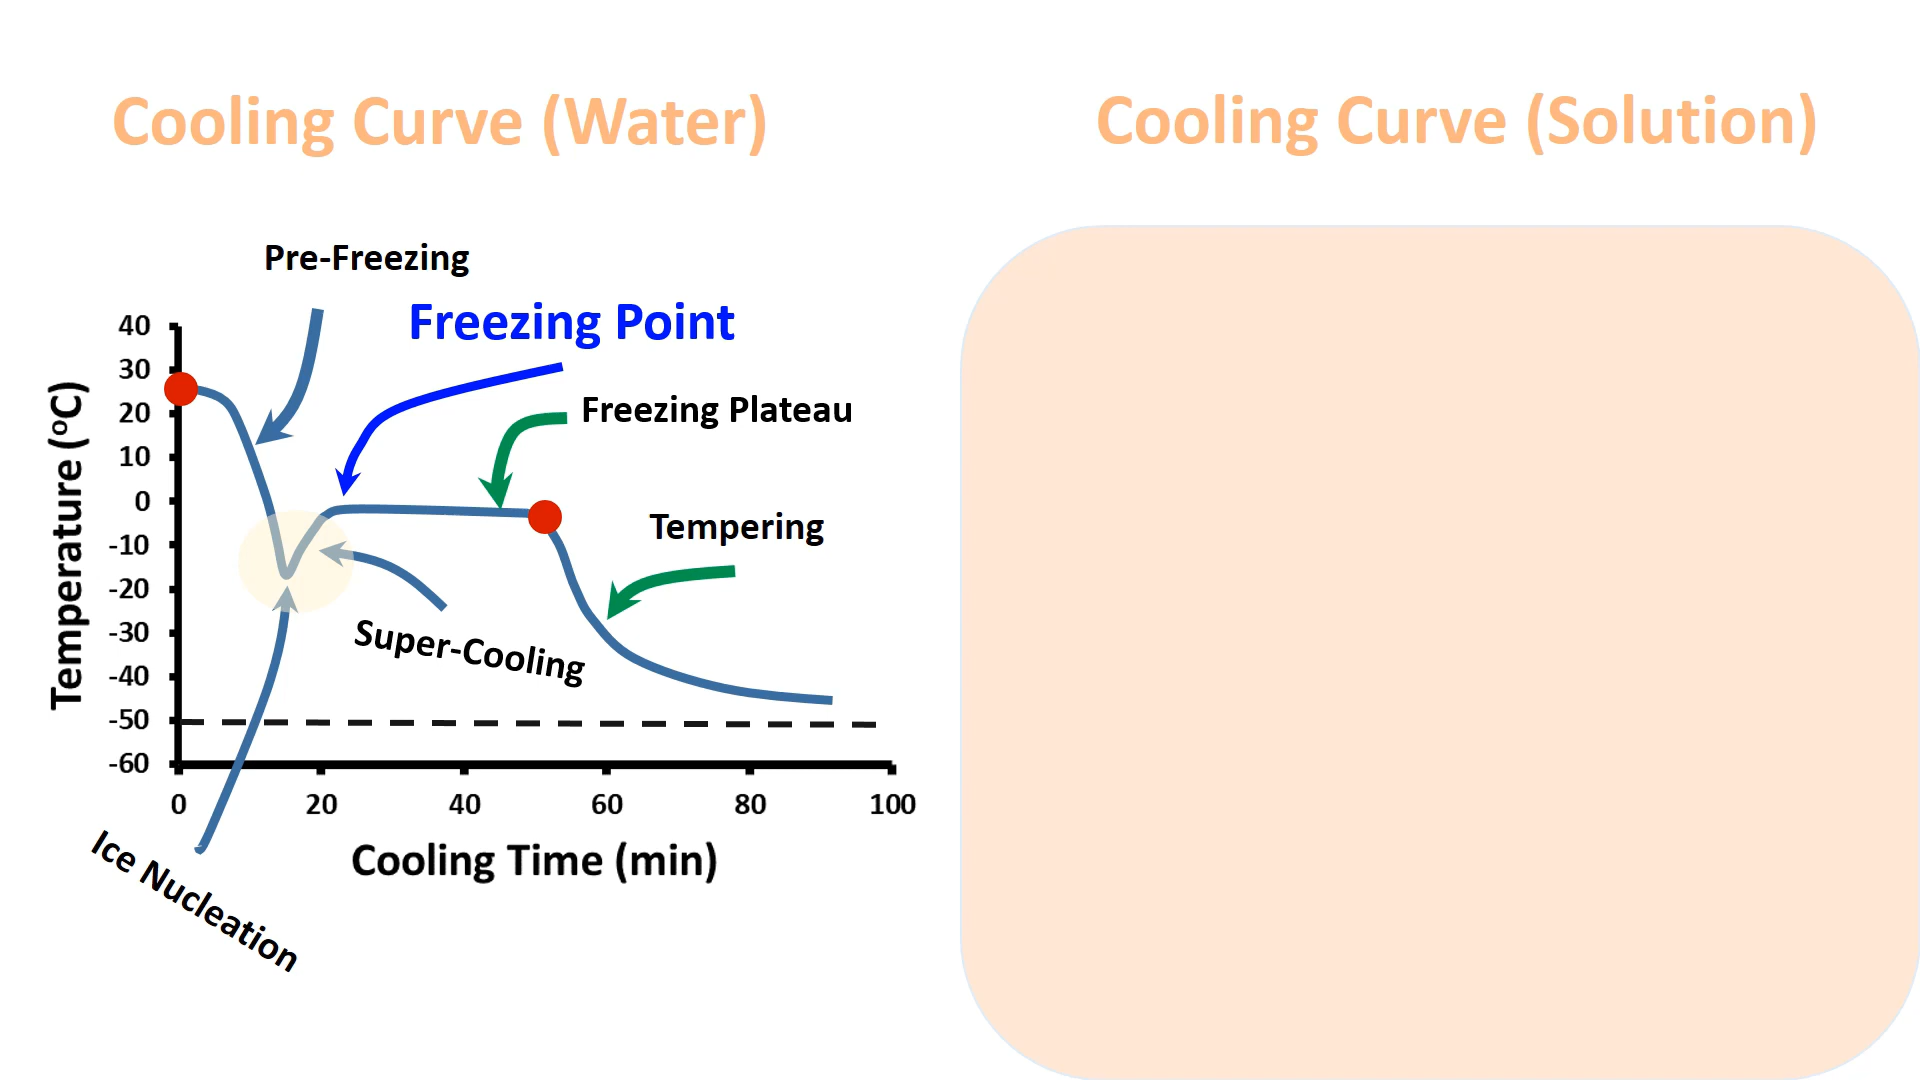 Cooling Curve (Water)
Cooling Curve (Solution)
Pre-Freezing
Freezing Point
Freezing Plateau
Tempering
Super-Cooling
Ice Nucleation
Temperature (°C)
40
30
20
10
0
-10
-20
-30
-40
-50
-60
0 20 40 60 80 100
Cooling Time (min)